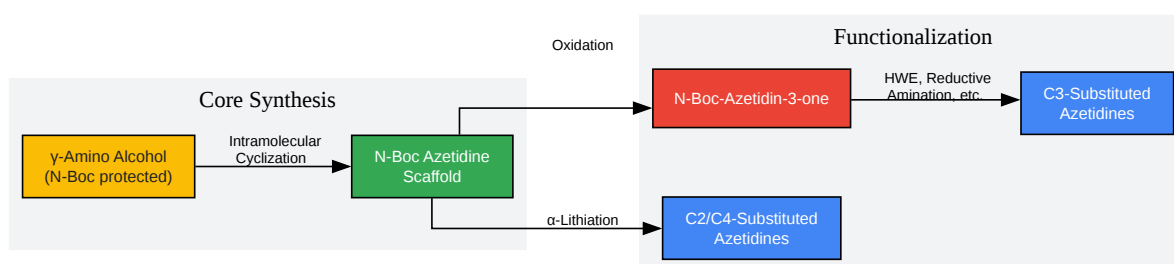 Core Synthesis
γ-Amino Alcohol
(N-Boc protected)
Intramolecular
Cyclization
N-Boc Azetidine
Scaffold
Oxidation
α-Lithiation
Functionalization
N-Boc-Azetidin-3-one
HWE, Reductive
Amination, etc.
C3-Substituted
Azetidines
C2/C4-Substituted
Azetidines